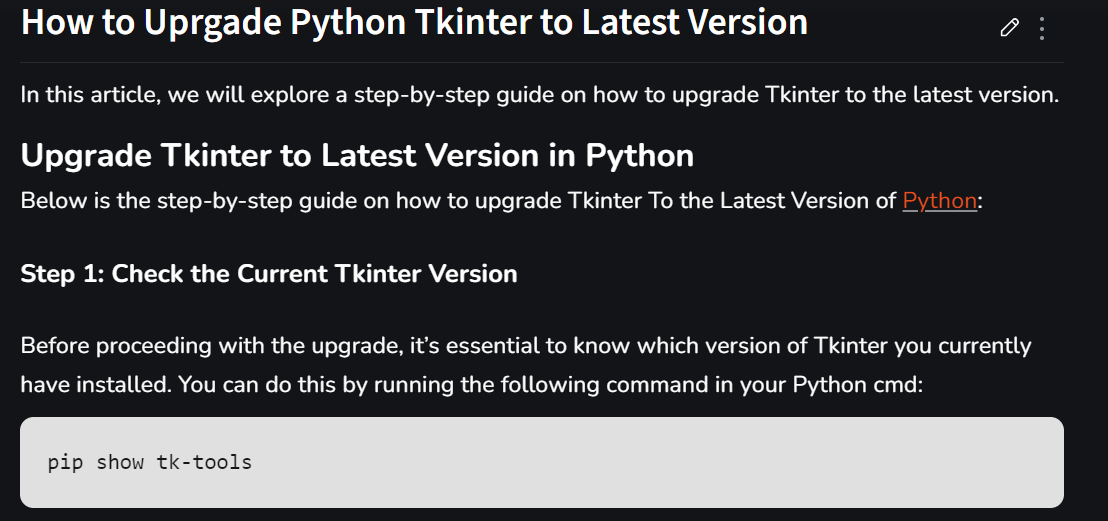 How to Uprgade Python Tkinter to Latest Version
In this article, we will explore a step-by-step guide on how to upgrade Tkinter to the latest version.
Upgrade Tkinter to Latest Version in Python
Below is the step-by-step guide on how to upgrade Tkinter To the Latest Version of Python:
Step 1: Check the Current Tkinter Version
Before proceeding with the upgrade, it’s essential to know which version of Tkinter you currently
have installed. You can do this by running the following command in your Python cmd:
pip show tk-tools